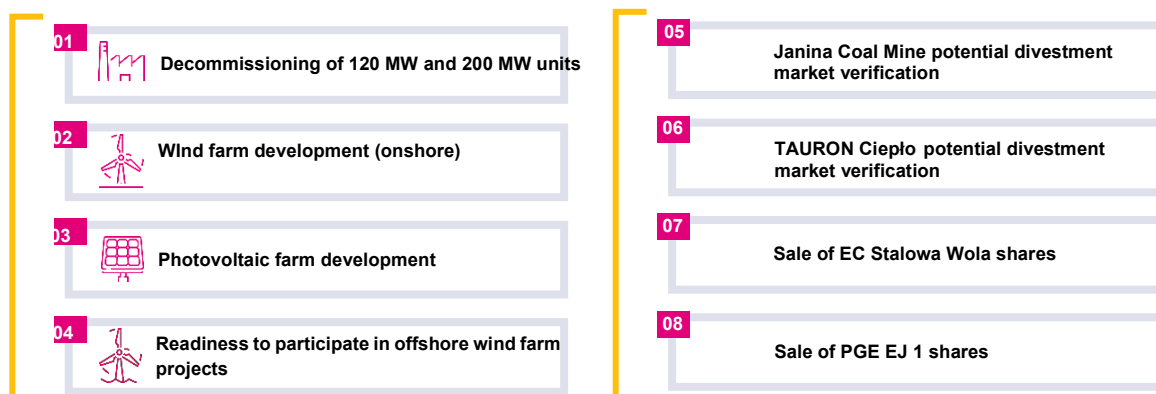 01
Decommissioning of 120 MW and 200 MW units
02
WInd farm development (onshore)
03
Photovoltaic farm development
04
Readiness to participate in offshore wind farm
projects
05
Janina Coal Mine potential divestment
market verification
06
TAURON Ciepło potential divestment
market verification
07
Sale of EC Stalowa Wola shares
08
Sale of PGE EJ 1 shares